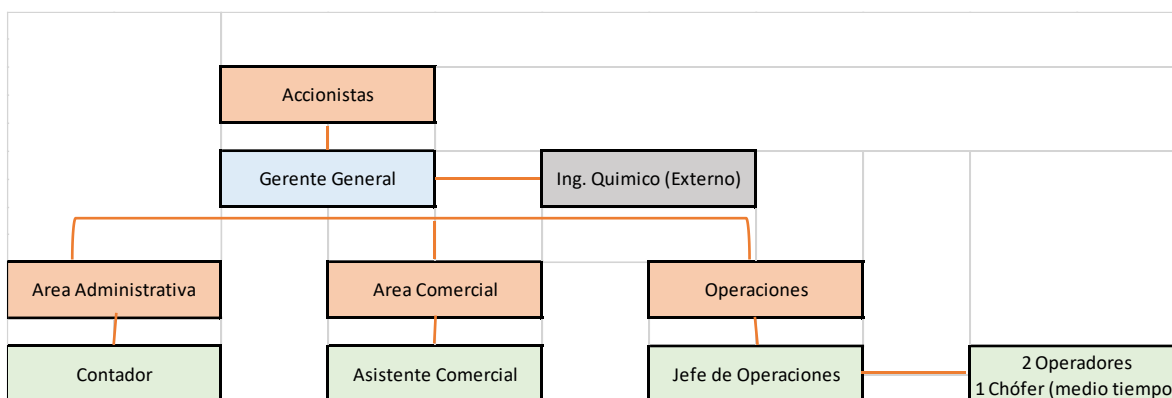 Accionistas
Gerente General
Ing. Quimico (Externo)
Area Administrativa
Area Comercial
Operaciones
Contador
Asistente Comercial
Jefe de Operaciones
2 Operadores
1 Chófer (medio tiempo